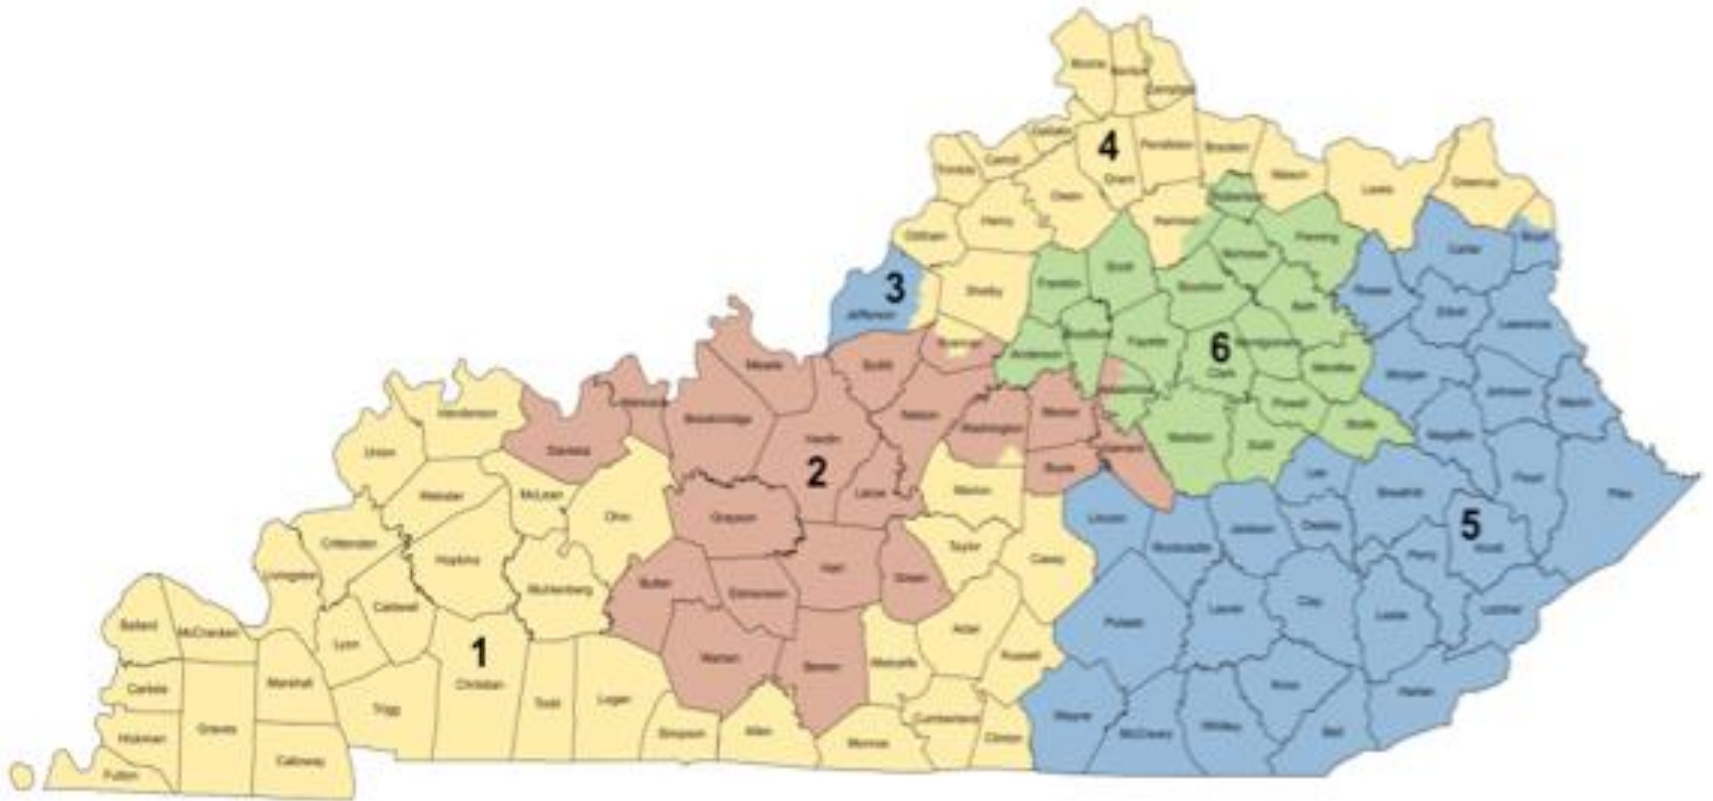 Boone
Kenton
Campbell
Gallatin
4
Pendleton
Bracken
Carroll
Trimble
Grant
Mason
Lewis
Greenup
Owen
Robertson
Henry
Harrison
Oldham
Fleming
Boyd
Carter
Nicholas
Scott
3
Shelby
Franklin
Bourbon
Rowan
Bath
Jefferson
Elliott
Lawrence
Spencer
Woodford
Fayette
6
Montgomery
Anderson
Bullitt
Meade
Clark
Menifee
Morgan
Johnson
Martin
Hancock
Breckinridge
Nelson
Mercer
Powell
Henderson
Washington
Wolfe
Magoffin
Hardin
Madison
Estill
Union
Daviess
Garrard
Boyle
2
Lee
Floyd
Webster
McLean
Larue
Marion
Breathitt
Pike
Ohio
Grayson
Lincoln
Jackson
Owsley
5
Crittenden
Taylor
Rockcastle
Knott
Hopkins
Casey
Perry
Livingston
Butler
Edmonson
Hart
Green
Muhlenberg
Caldwell
Laurel
Clay
Leslie
Letcher
Ballard
McCracken
Lyon
Adair
Pulaski
1
Warren
Barren
Metcalfe
Russell
Carlisle
Marshall
Christian
Knox
Harlan
Trigg
Todd
Logan
Hickman
Graves
Simpson
Allen
Monroe
Cumberland
Clinton
Wayne
McCreary
Whitley
Bell
Fulton
Calloway